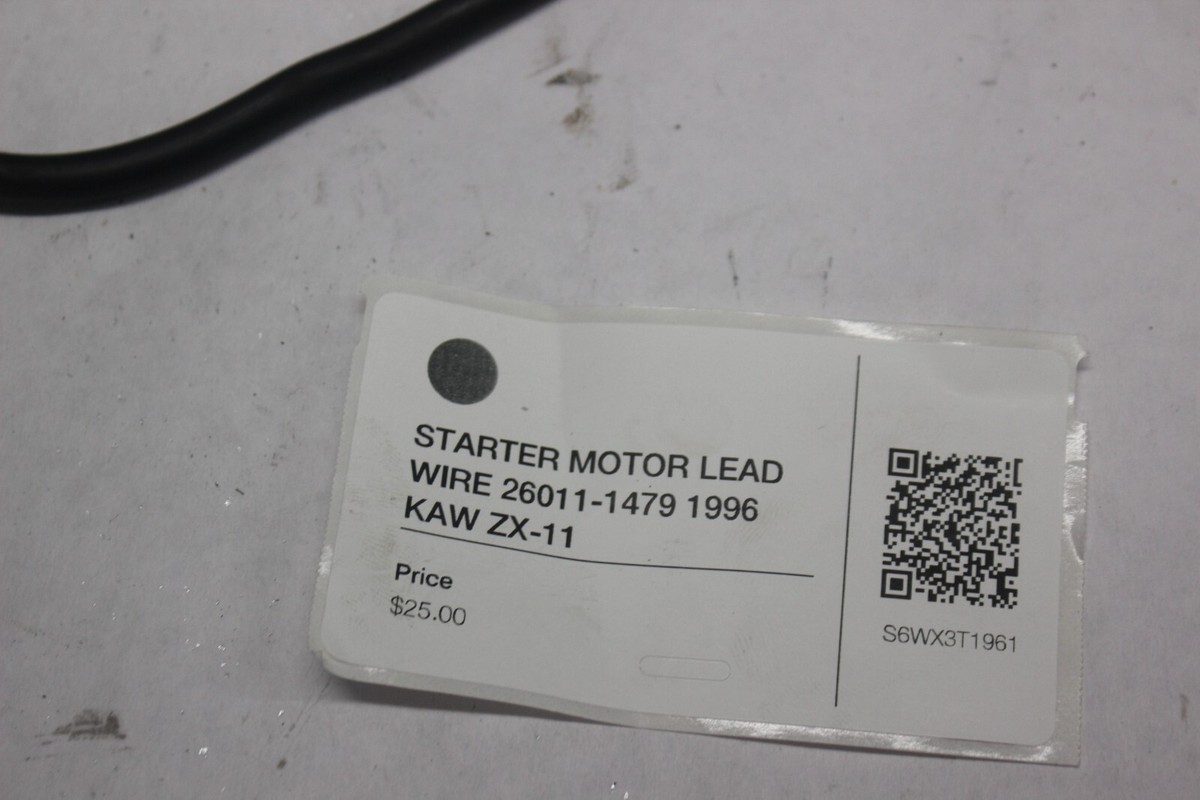 STARTER MOTOR LEAD
WIRE 26011-1479 1996
KAW ZX-11
Price
$25.00
S6WX3T1961